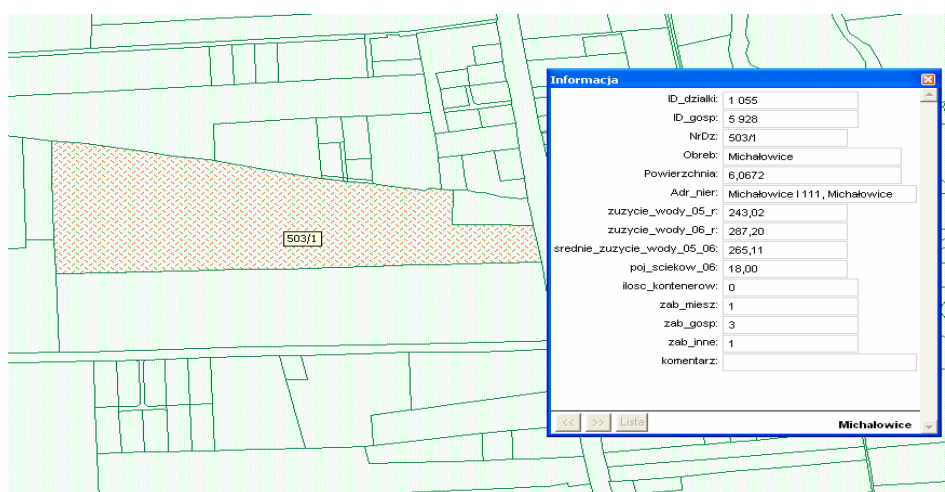 503/1
Informacja
ID_dzialki: 1 055
ID_gosp: 5 928
NrDz: 503/1
Obreb: Michałowice
Powierzchnia: 6,0672
Adr_nier: Michałowice I 111, Michałowice
zuzycie_wody_05_r: 243,02
zuzycie_wody_06_r: 287,20
srednie_zuzycie_wody_05_06: 265,11
poj_sciekow_06: 18,00
ilosc_kontenerow: 0
zab_miesz: 1
zab_gosp: 3
zab_inne: 1
komentarz:
<< >> Lista Michałowice